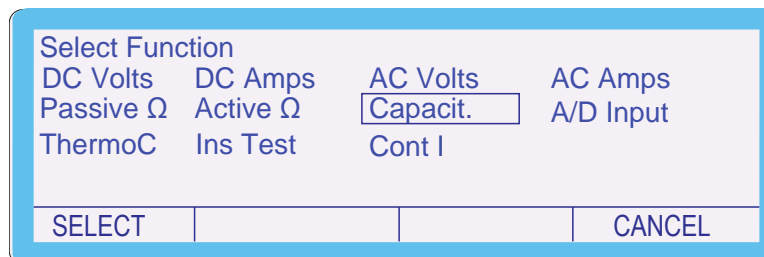 Select Function
DC Volts DC Amps AC Volts AC Amps
Passive Ω Active Ω Capacit. A/D Input
ThermoC Ins Test Cont I
SELECT CANCEL